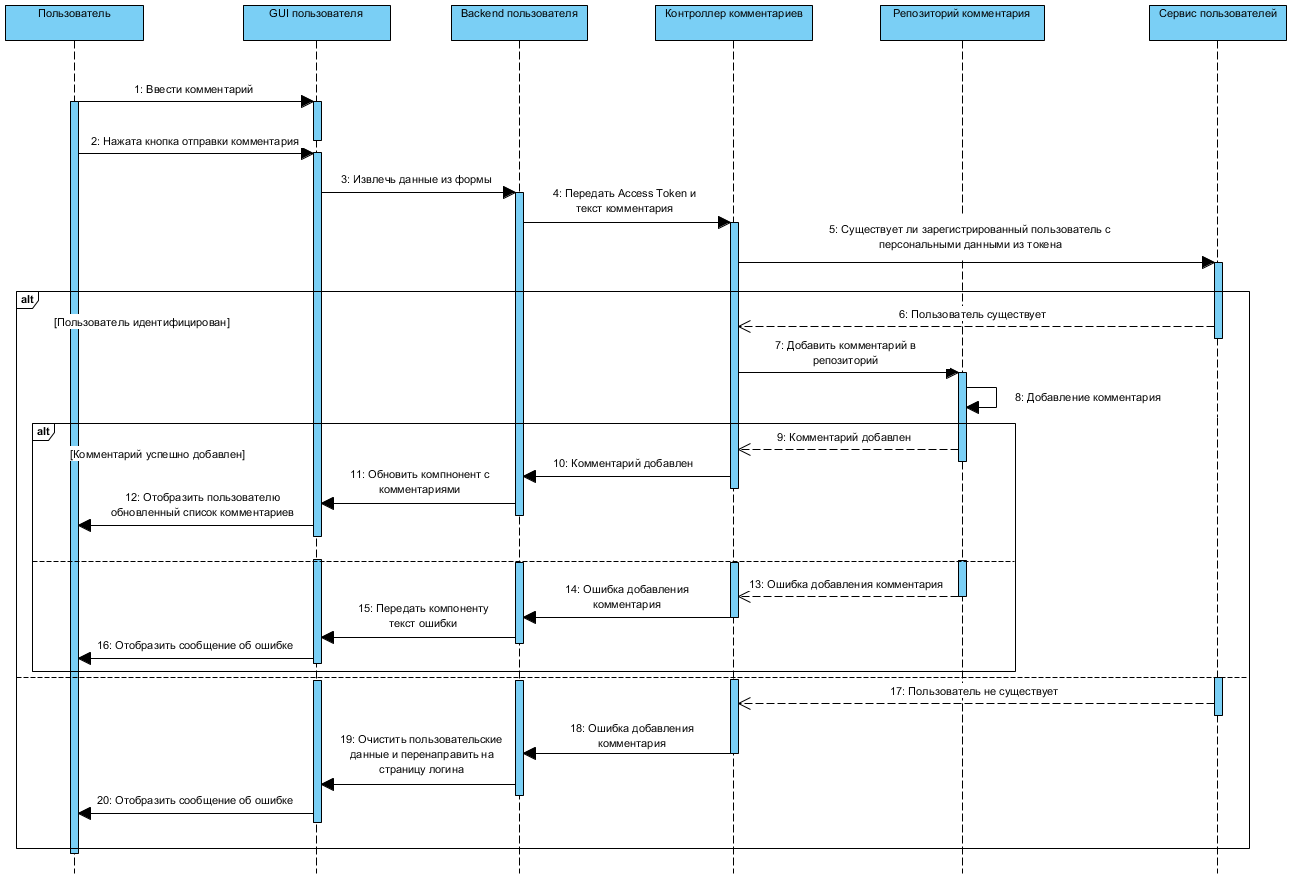 Пользователь
GUI пользователя
Backend пользователя
Контроллер комментариев
Репозиторий комментария
Сервис пользователей
1: Ввести комментарий
2: Нажата кнопка отправки комментария
3: Извлечь данные из формы
4: Передать Access Token и
текст комментария
5: Существует ли зарегистрированный пользователь с
персональными данными из токена
alt
[Пользователь идентифицирован]
6: Пользователь существует
7: Добавить комментарий в
репозиторий
8: Добавление комментария
alt
[Комментарий успешно добавлен]
9: Комментарий добавлен
10: Комментарий добавлен
11: Обновить компнонент с
комментариями
12: Отобразить пользователю
обновленный список комментариев
13: Ошибка добавления комментария
14: Ошибка добавления
комментария
15: Передать компоненту
текст ошибки
16: Отобразить сообщение об ошибке
17: Пользователь не существует
18: Ошибка добавления
комментария
19: Очистить пользовательские
данные и перенаправить на
страницу логина
20: Отобразить сообщение об ошибке